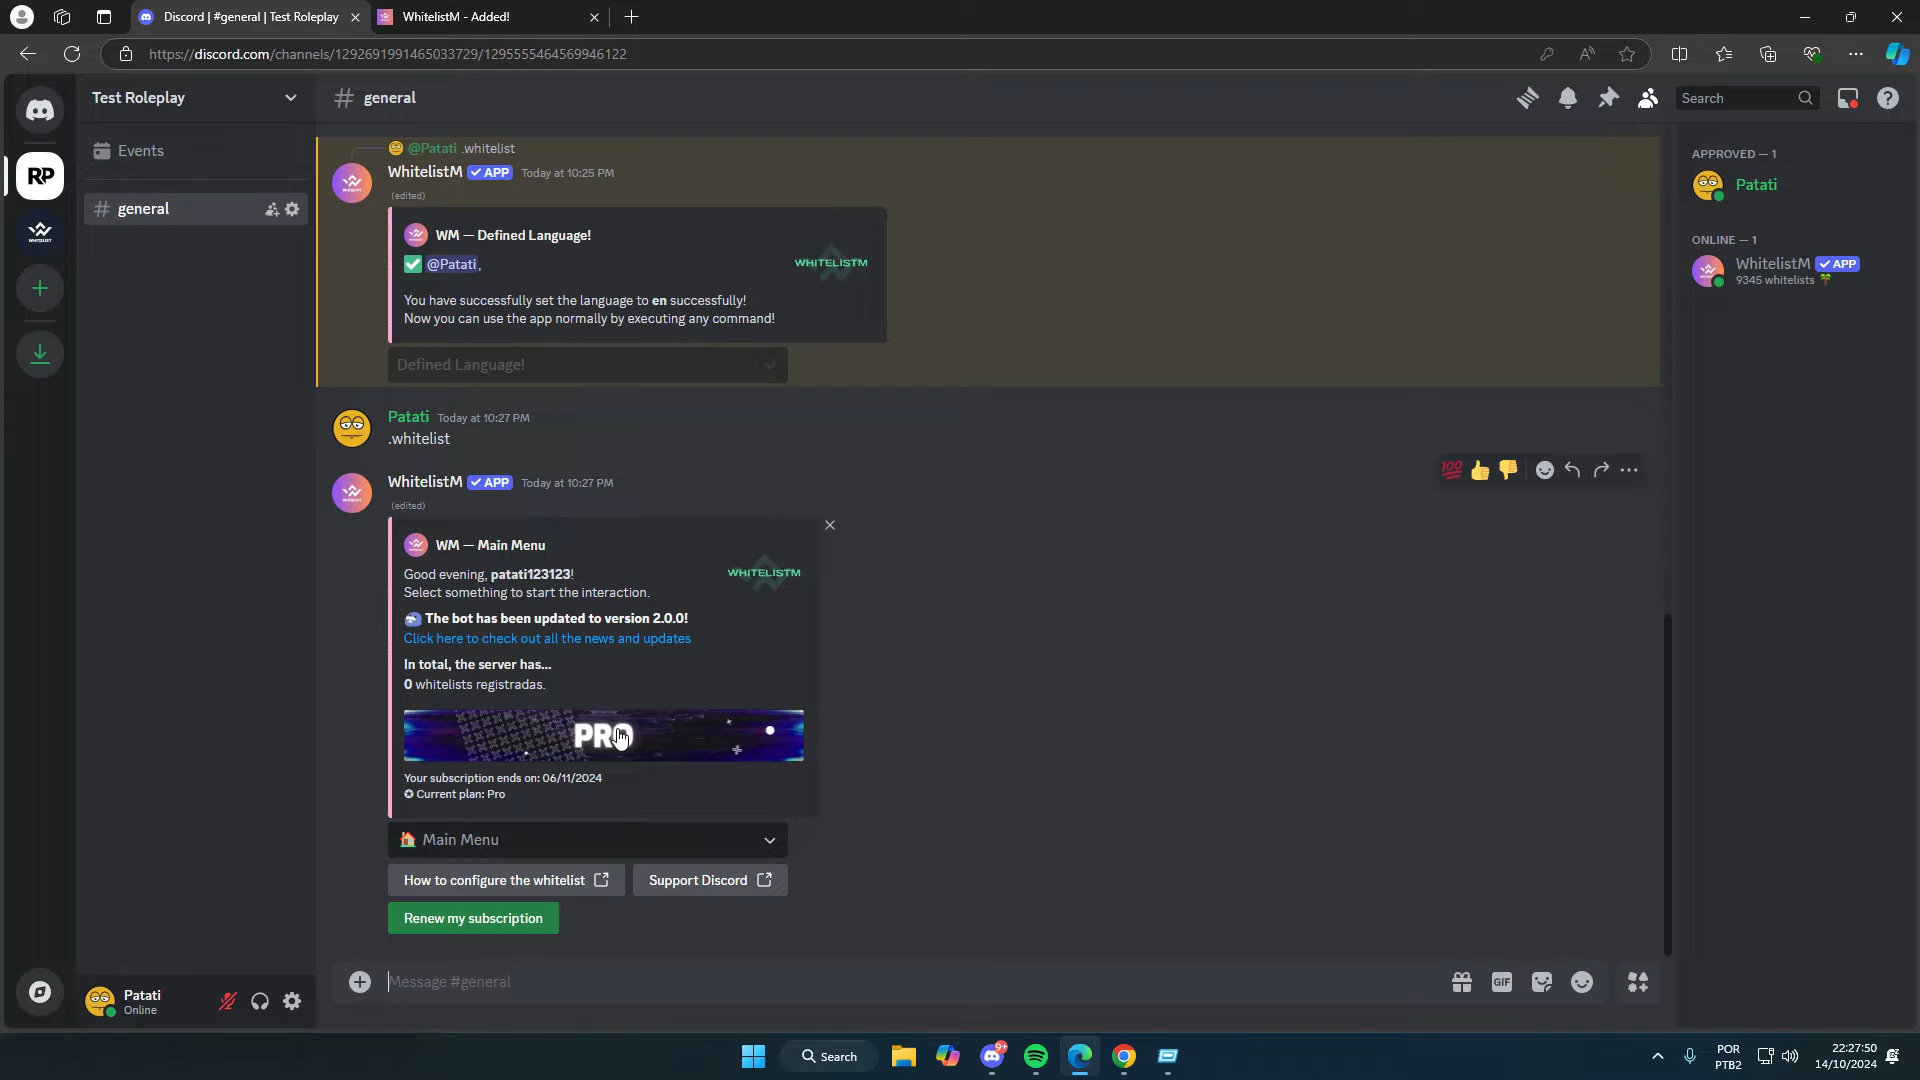 Discord | #general | Test Roleplay
WhitelistM - Added!
https://discord.com/channels/1292691991465033729/1295555464569946122
Test Roleplay
general
Search
Events
general
@Patati .whitelist
WhitelistM APP Today at 10:25 PM
(edited)
WM — Defined Language!
@Patati,
WHITELISTM
You have successfully set the language to en successfully!
Now you can use the app normally by executing any command!
Defined Language!
Patati Today at 10:27 PM
.whitelist
WhitelistM APP Today at 10:27 PM
(edited)
WM — Main Menu
Good evening, patati123123!
WHITELISTM
Select something to start the interaction.
The bot has been updated to version 2.0.0!
Click here to check out all the news and updates
In total, the server has...
0 whitelists registradas.
PRO
Your subscription ends on: 06/11/2024
Current plan: Pro
Main Menu
How to configure the whitelist
Support Discord
Renew my subscription
Message #general
GIF
APPROVED — 1
Patati
ONLINE — 1
WhitelistM APP
9345 whitelists
RP
WHITELIST
100
Patati
Online
Search
9+
POR
PTB2
22:27:50
14/10/2024